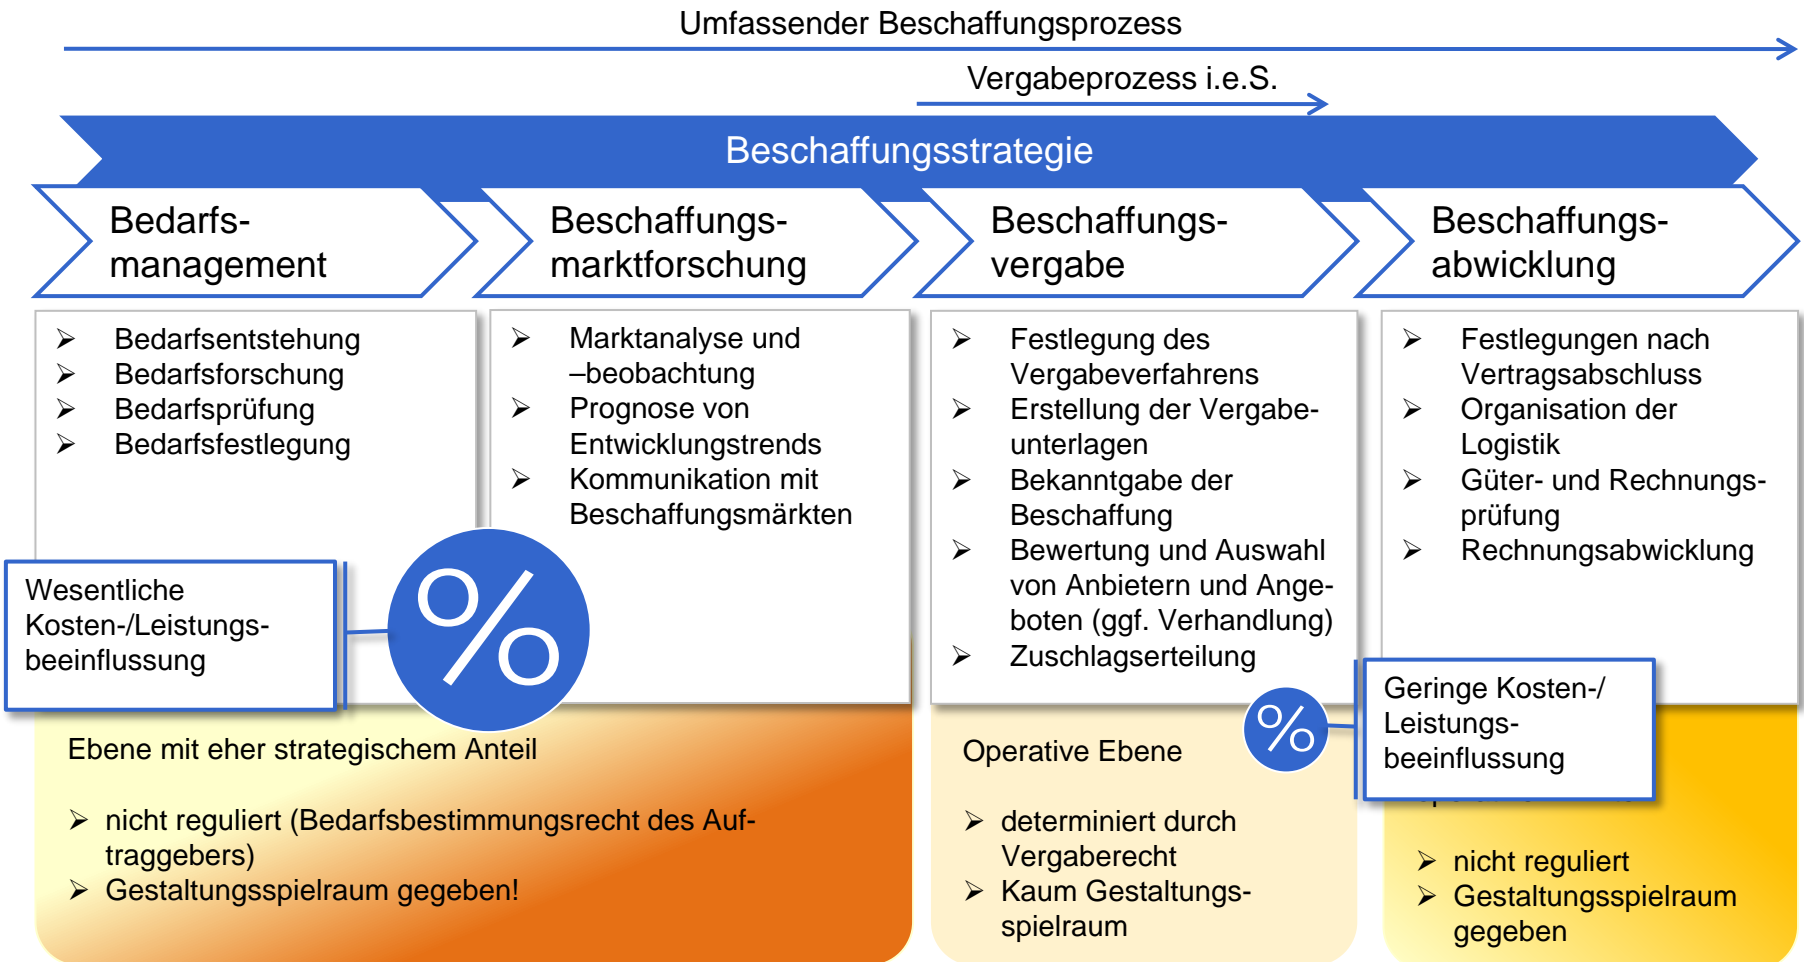 Umfassender Beschaffungsprozess
Vergabeprozess i.e.S.
Beschaffungsstrategie
Bedarfs-
management
Beschaffungs-
marktforschung
Beschaffungs-
vergabe
Beschaffungs-
abwicklung
➢ Bedarfsentstehung
➢ Bedarfsforschung
➢ Bedarfsprüfung
➢ Bedarfsfestlegung
➢ Marktanalyse und
–beobachtung
➢ Prognose von
Entwicklungstrends
➢ Kommunikation mit
Beschaffungsmärkten
➢ Festlegung des
Vergabeverfahrens
➢ Erstellung der Vergabe-
unterlagen
➢ Bekanntgabe der
Beschaffung
➢ Bewertung und Auswahl
von Anbietern und Ange-
boten (ggf. Verhandlung)
➢ Zuschlagserteilung
➢ Festlegungen nach
Vertragsabschluss
➢ Organisation der
Logistik
➢ Güter- und Rechnungs-
prüfung
➢ Rechnungsabwicklung
Wesentliche
Kosten-/Leistungs-
beeinflussung
%
Geringe Kosten-/
Leistungs-
beeinflussung
%
Ebene mit eher strategischem Anteil
➢ nicht reguliert (Bedarfsbestimmungsrecht des Auf-
traggebers)
➢ Gestaltungsspielraum gegeben!
Operative Ebene
➢ determiniert durch
Vergaberecht
➢ Kaum Gestaltungs-
spielraum
➢ nicht reguliert
➢ Gestaltungsspielraum
gegeben